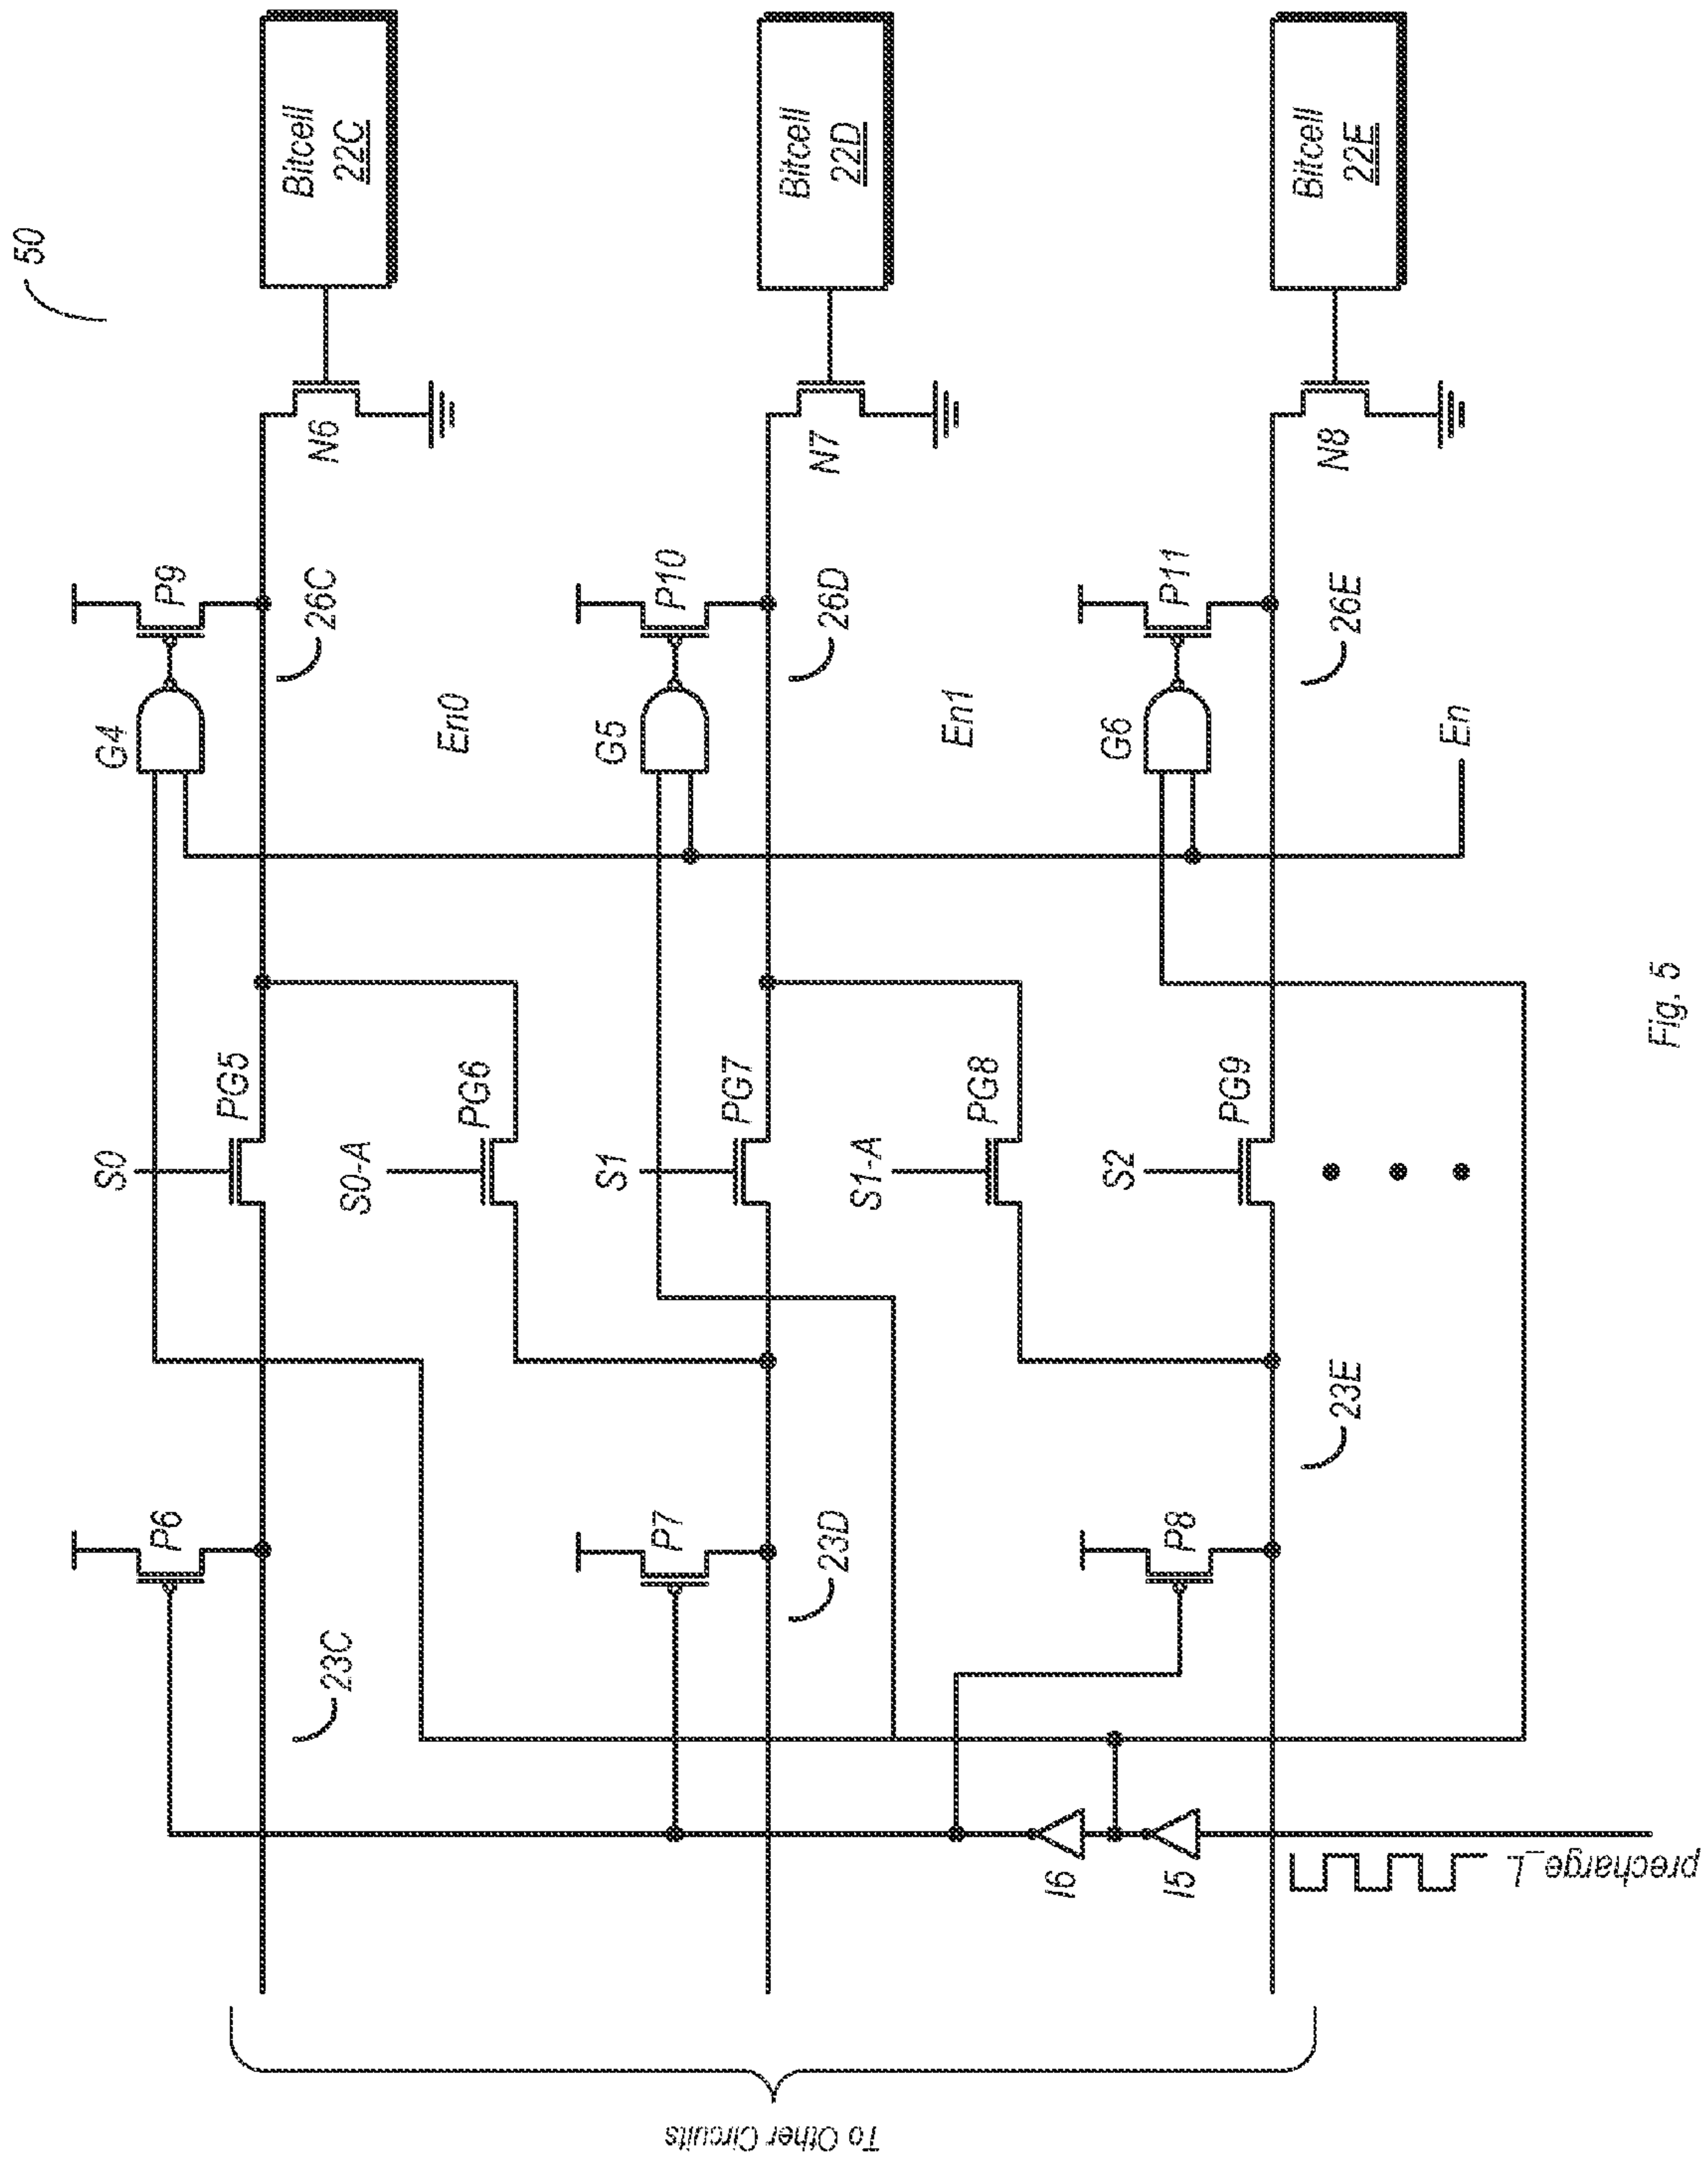 50
Bitcell
22C
Bitcell
22D
Bitcell
22E
N6
N7
N8
P9
G4
26C
En0
P10
G5
26D
En1
P11
G6
26E
En
S0
PG5
S0-A
PG6
S1
PG7
S1-A
PG8
S2
PG9
P6
23C
P7
23D
P8
23E
I6
I5
precharge_L
To Other Circuits
Fig. 5